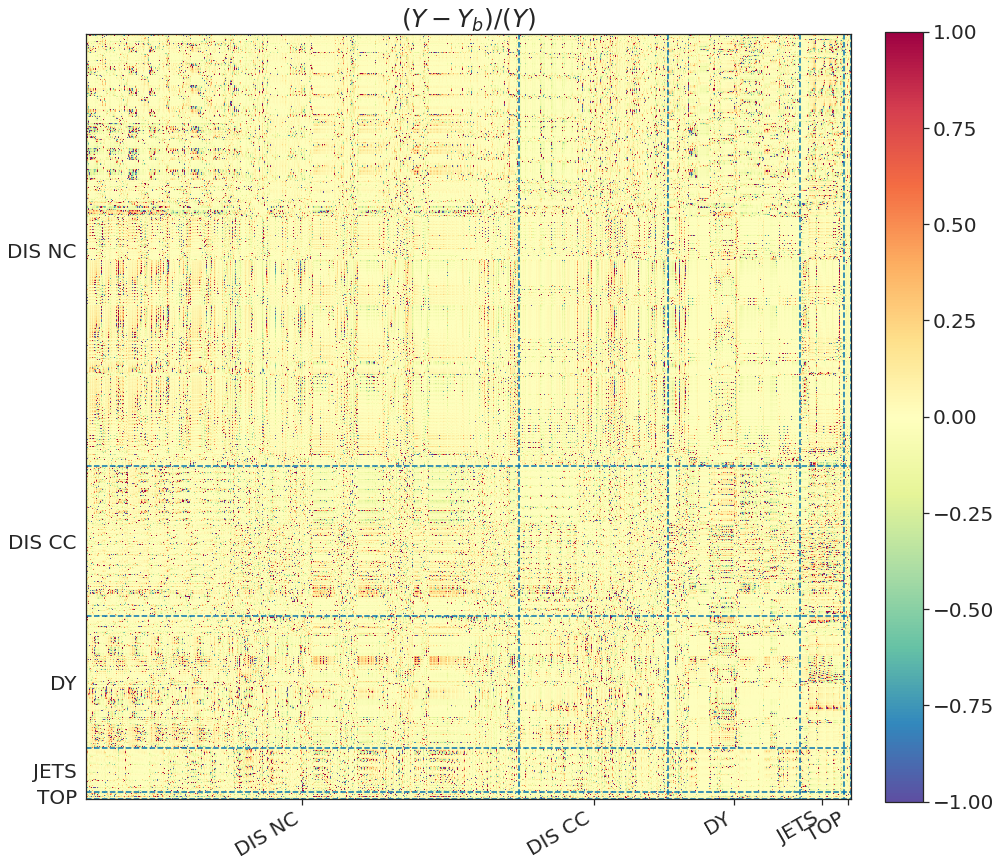 (Y − Y_b)/(Y)
DIS NC
DIS CC
DY
JETS
TOP
DIS NC
DIS CC
DY
JETS
TOP
1.00
0.75
0.50
0.25
0.00
−0.25
−0.50
−0.75
−1.00